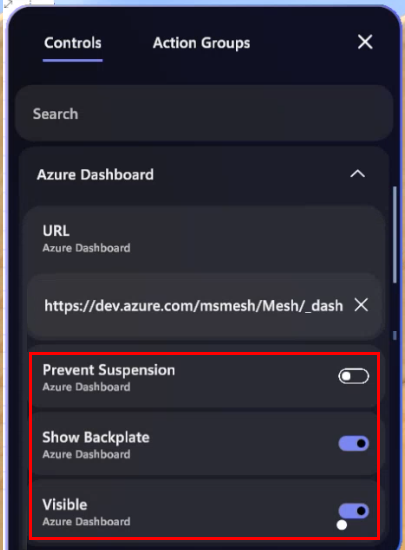 Controls Action Groups
Search
Azure Dashboard
URL
Azure Dashboard
https://dev.azure.com/msmesh/Mesh/_dash
Prevent Suspension
Azure Dashboard
Show Backplate
Azure Dashboard
Visible
Azure Dashboard